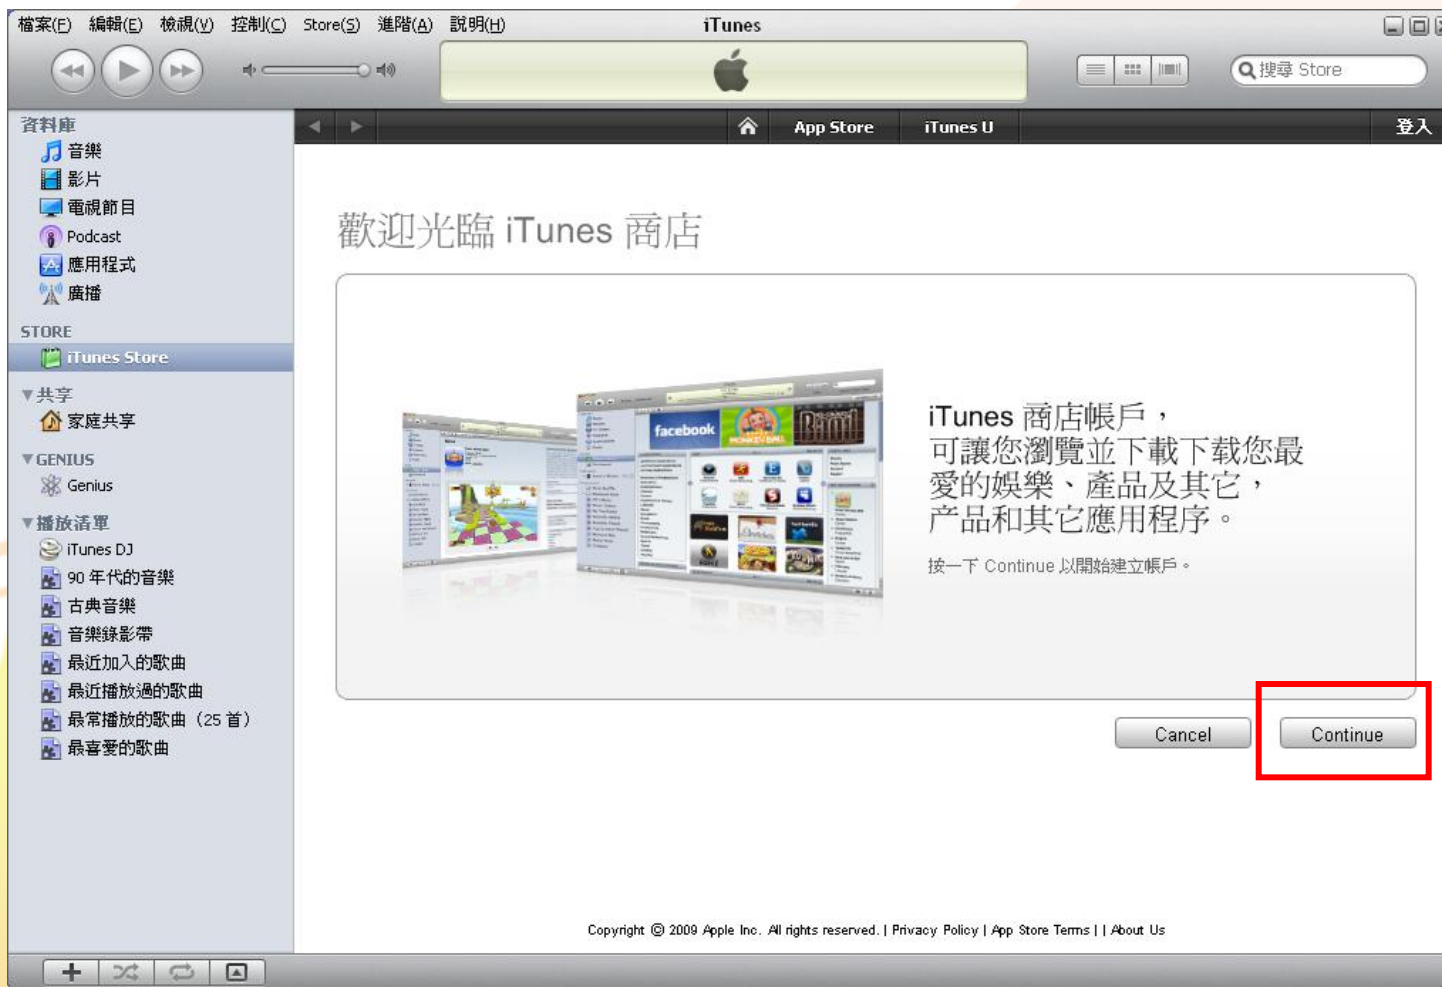 檔案(F) 編輯(E) 檢視(V) 控制(C) Store(S) 進階(A) 說明(H)
iTunes
搜尋 Store
App Store
iTunes U
登入
資料庫
音樂
影片
電視節目
Podcast
應用程式
廣播
STORE
iTunes Store
共享
家庭共享
GENIUS
Genius
播放清單
iTunes DJ
90 年代的音樂
古典音樂
音樂錄影帶
最近加入的歌曲
最近播放過的歌曲
最常播放的歌曲（25 首）
最喜愛的歌曲
歡迎光臨 iTunes 商店
facebook
MONKEY BALL
iTunes 商店帳戶，
可讓您瀏覽並下載下载您最
愛的娛樂、產品及其它，
产品和其它應用程序。
按一下 Continue 以開始建立帳戶。
Cancel
Continue
Copyright © 2009 Apple Inc. All rights reserved. | Privacy Policy | App Store Terms | | About Us